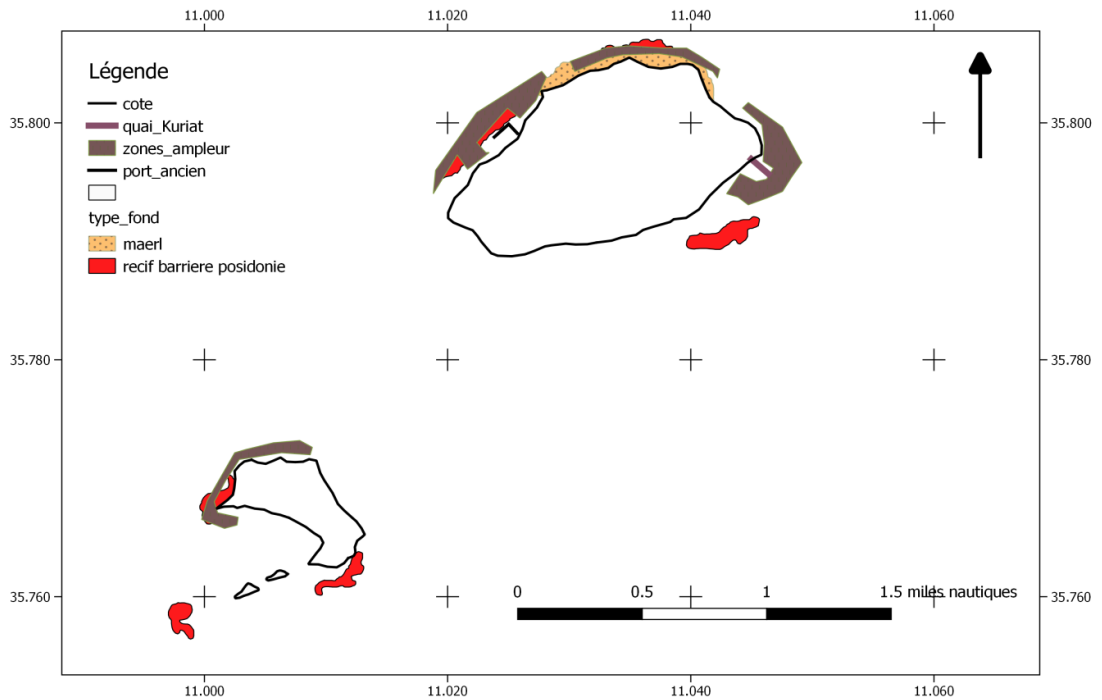 11.000 11.020 11.040 11.060
Légende
cote
quai_Kuriat
zones_ampleur
port_ancien
type_fond
maerl
recif barriere posidonie
35.800 35.800
35.780 35.780
0 0.5 1 1.5 miles nautiques
35.760 35.760
11.000 11.020 11.040 11.060